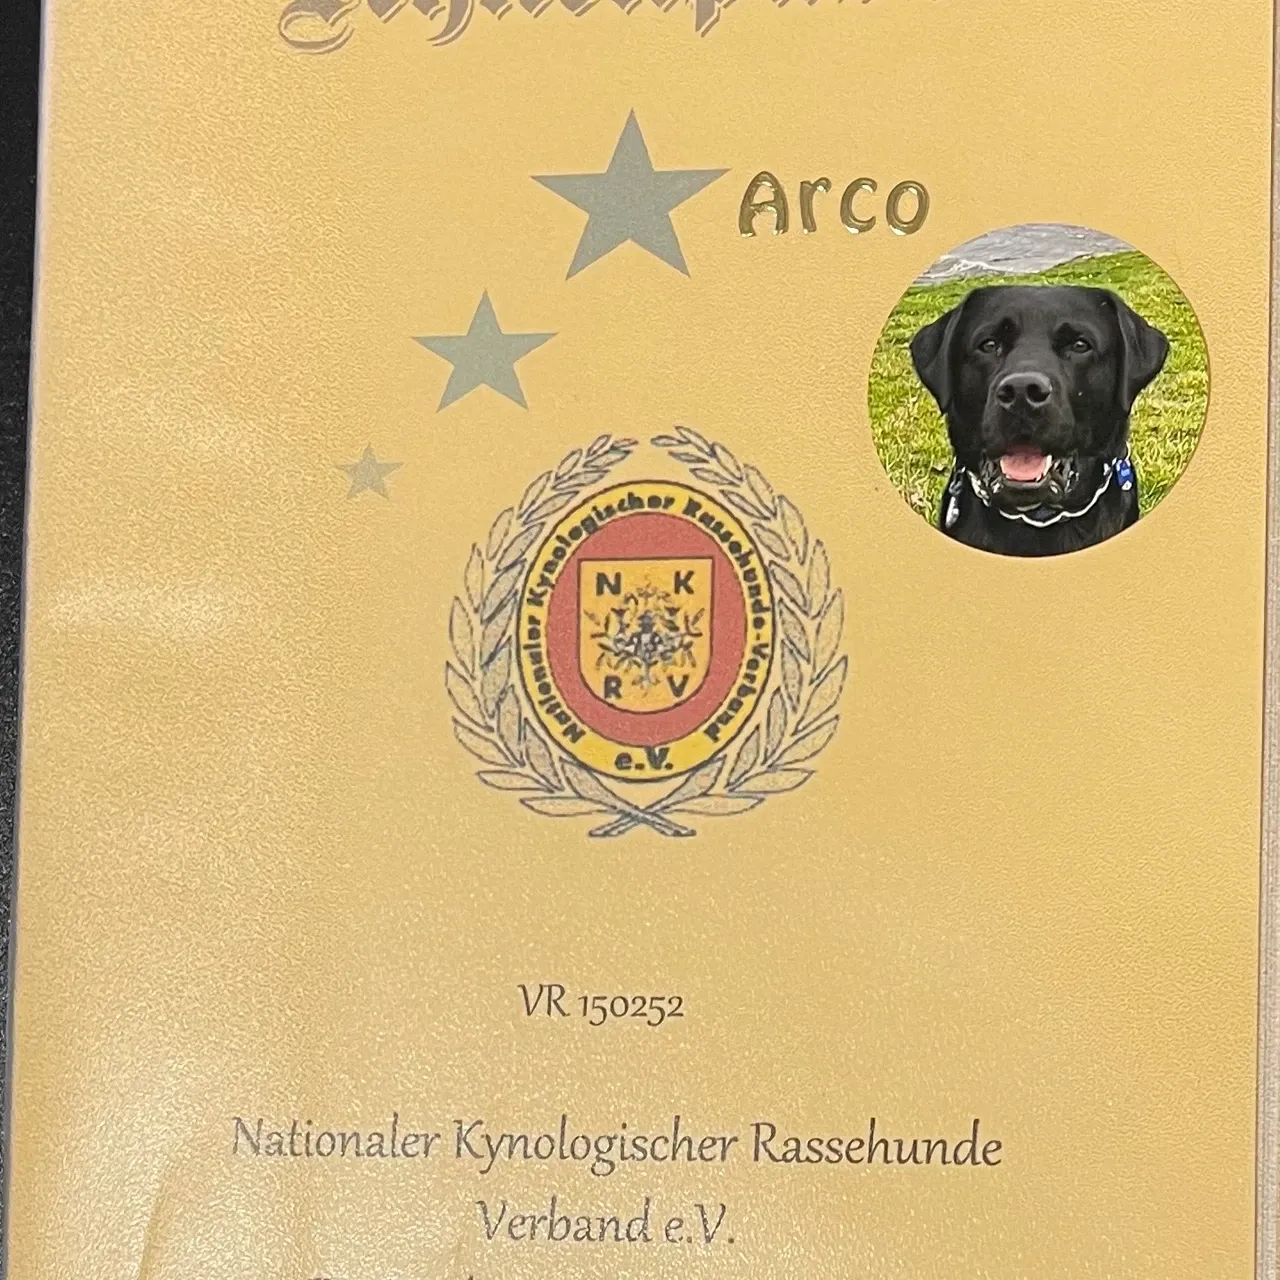 Arco
Nationaler Kynologischer Rassehunde-Verband
N K
R V
e.V.
VR 150252
Nationaler Kynologischer Rassehunde
Verband e.V.